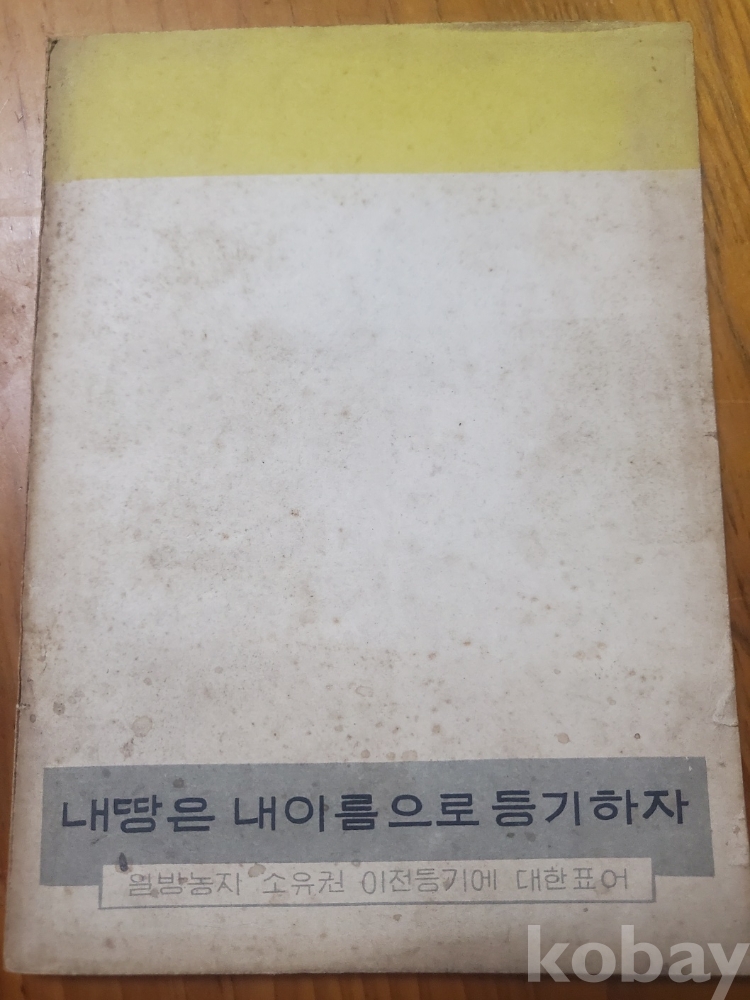 내땅은 내이름으로 등기하자
일방농지 소유권 이전등기에 대한표어
kobay